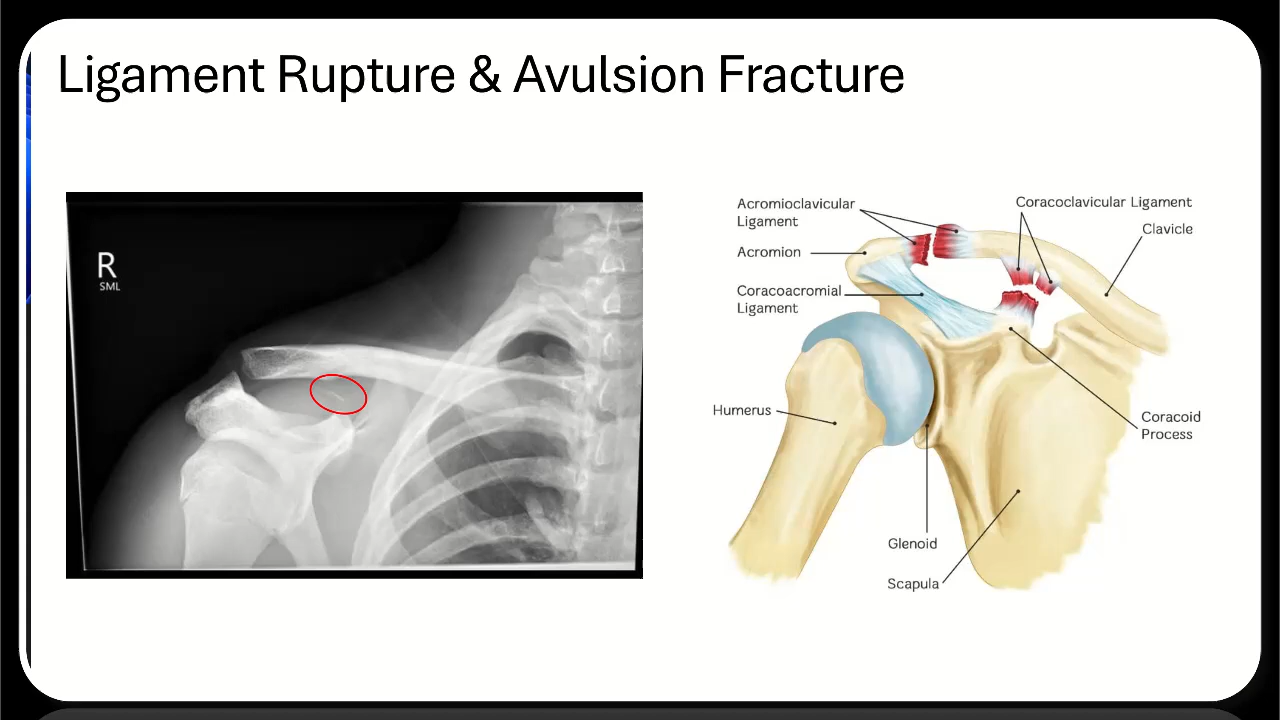 Ligament Rupture & Avulsion Fracture
R
SML
Acromioclavicular
Ligament
Acromion
Coracoacromial
Ligament
Humerus
Coracoclavicular Ligament
Clavicle
Coracoid
Process
Glenoid
Scapula